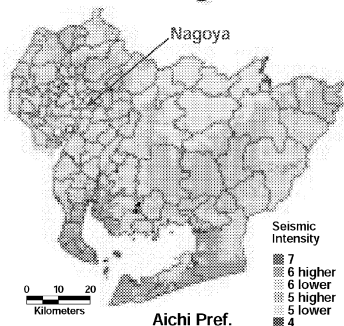 Nagoya
Seismic
Intensity
7
6 higher
6 lower
5 higher
5 lower
4
0 10 20
Kilometers
Aichi Pref.